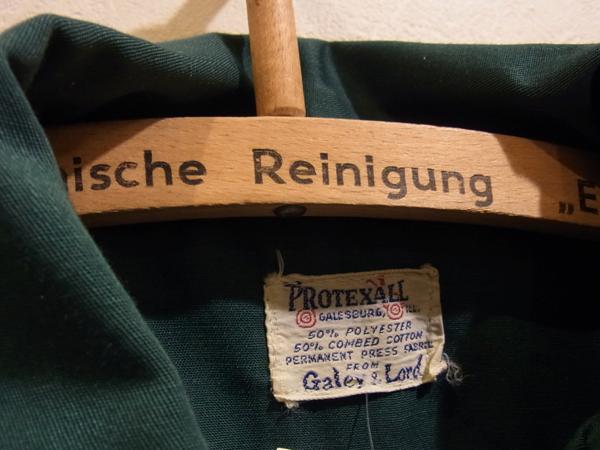 ische Reinigung „E
PROTEXALL
GALESBURG, ILL.
50% POLYESTER
50% COMBED COTTON
PERMANENT PRESS FABRIC
FROM
Galey & Lord